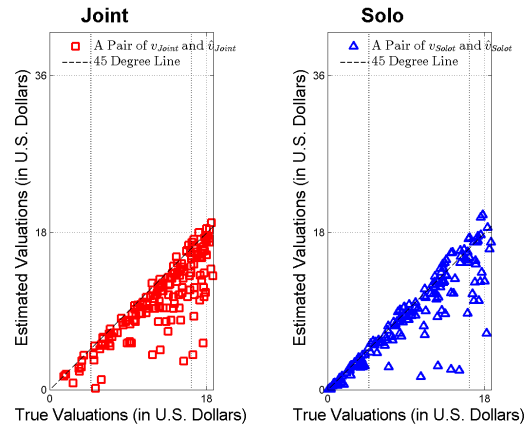 Joint
A Pair of v_Joint and v̂_Joint
45 Degree Line
36
18
0
0
18
Estimated Valuations (in U.S. Dollars)
True Valuations (in U.S. Dollars)
Solo
A Pair of v_Solot and v̂_Solot
45 Degree Line
36
18
0
0
18
Estimated Valuations (in U.S. Dollars)
True Valuations (in U.S. Dollars)